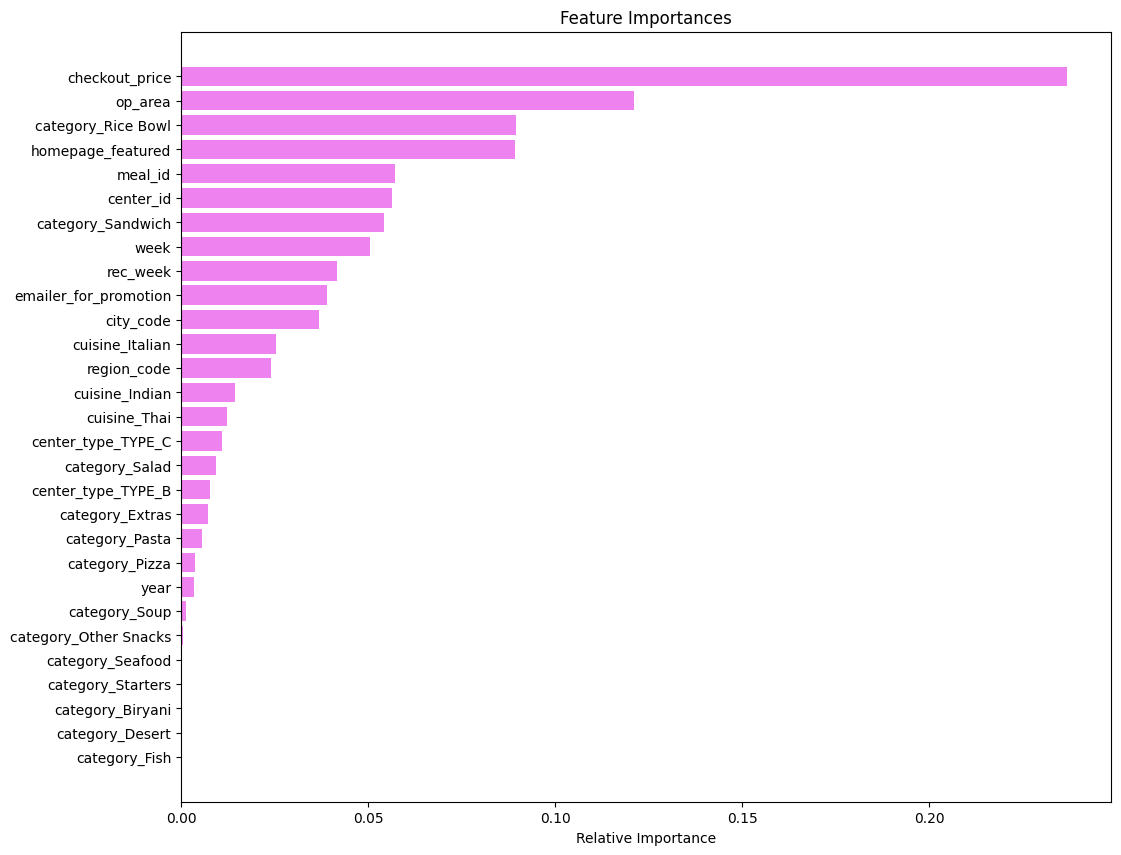 Feature Importances
checkout_price
op_area
category_Rice Bowl
homepage_featured
meal_id
center_id
category_Sandwich
week
rec_week
emailer_for_promotion
city_code
cuisine_Italian
region_code
cuisine_Indian
cuisine_Thai
center_type_TYPE_C
category_Salad
center_type_TYPE_B
category_Extras
category_Pasta
category_Pizza
year
category_Soup
category_Other Snacks
category_Seafood
category_Starters
category_Biryani
category_Desert
category_Fish
0.00 0.05 0.10 0.15 0.20
Relative Importance